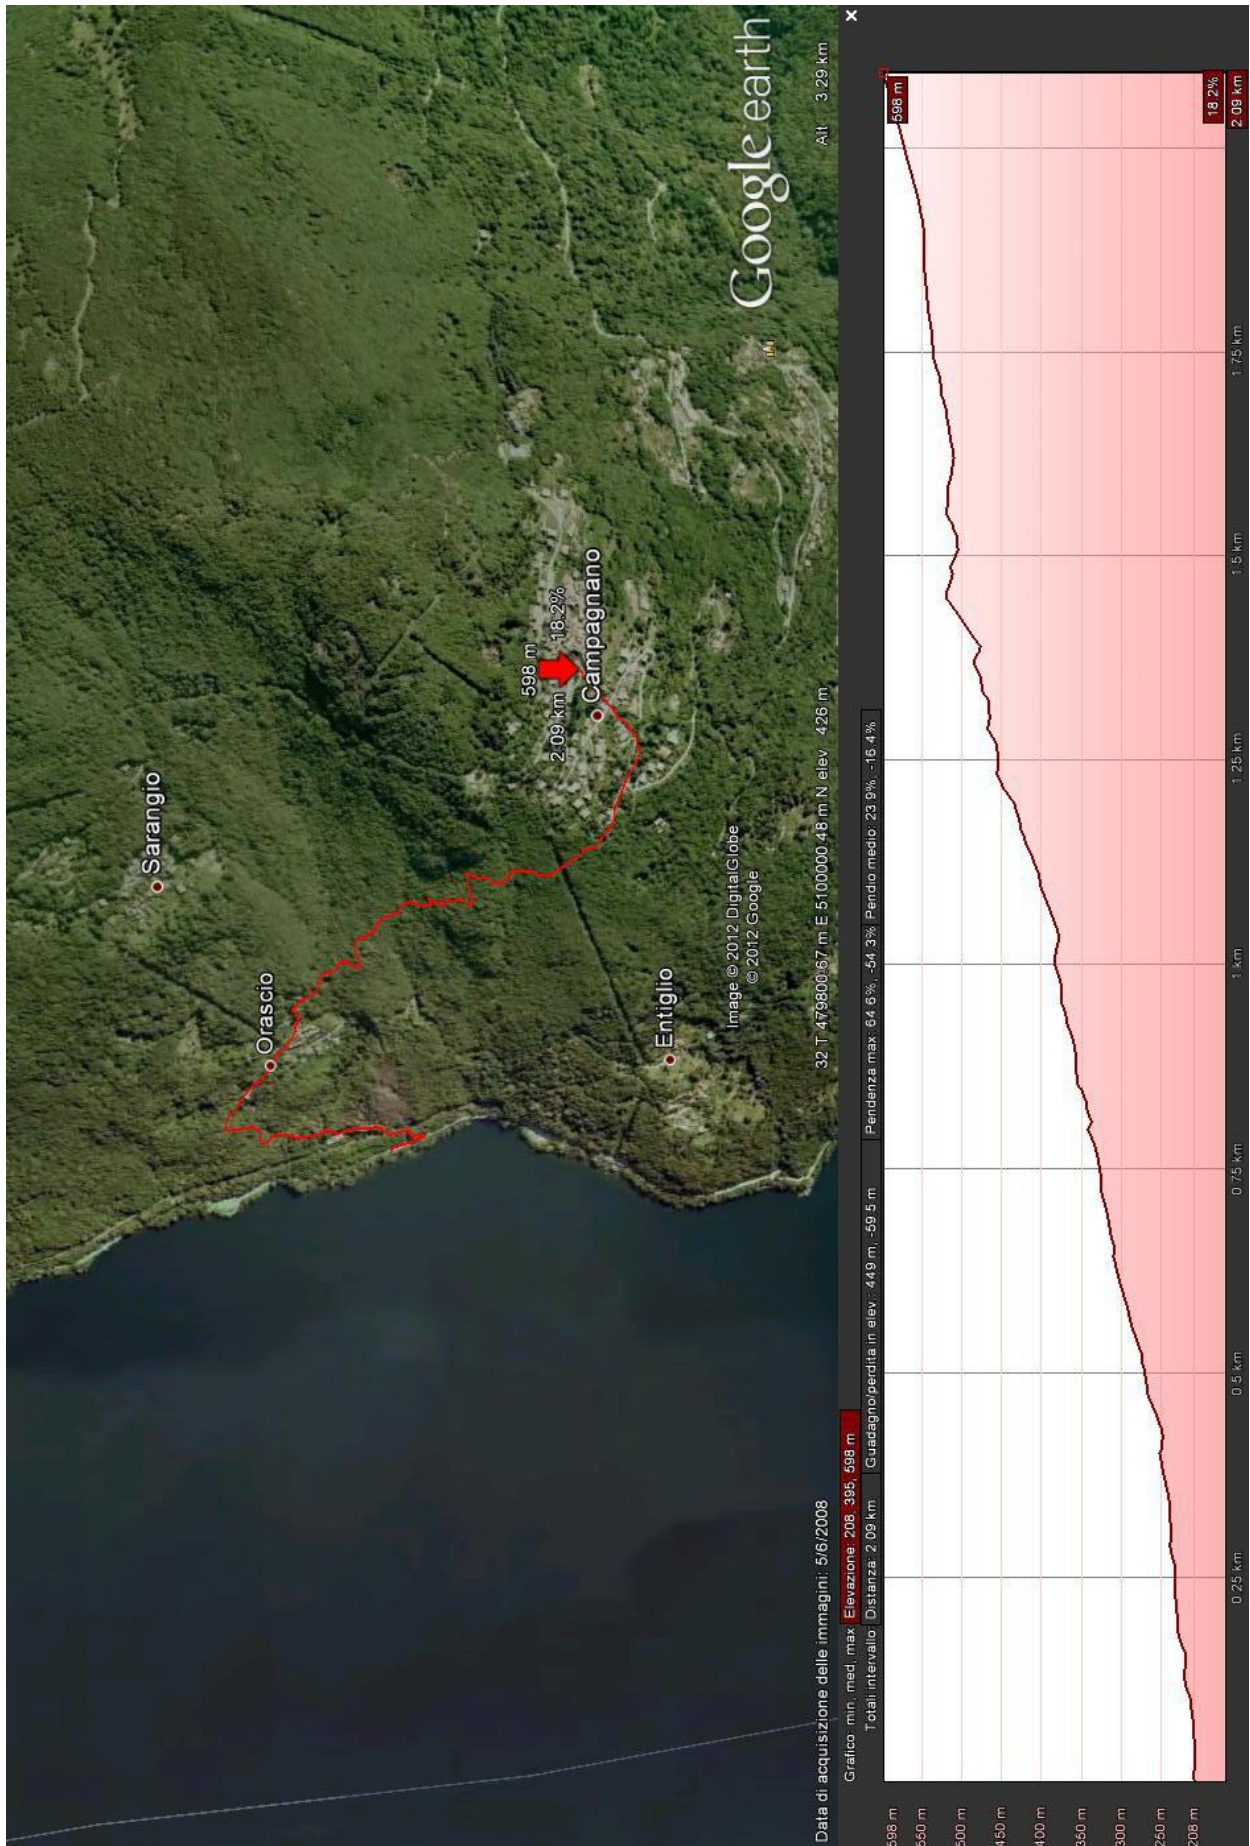 Sarangio
Orascio
598 m
2.09 km 18.2%
Campagnano
Entiglio
Image © 2012 DigitalGlobe
© 2012 Google
Google earth
Data di acquisizione delle immagini: 5/6/2008
32 T 479800.67 m E 5100000.48 m N elev 426 m
Alt 3.29 km
Grafico: min, med, max Elevazione: 208, 395, 598 m
Totali intervallo: Distanza: 2.09 km Guadagno/perdita in elev.: 449 m, -59.5 m Pendenza max: 64.6%, -54.3% Pendio medio: 23.9%, -16.4%
598 m
598 m
550 m
500 m
450 m
400 m
350 m
300 m
250 m
208 m
18.2%
0.25 km 0.5 km 0.75 km 1 km 1.25 km 1.5 km 1.75 km 2.09 km